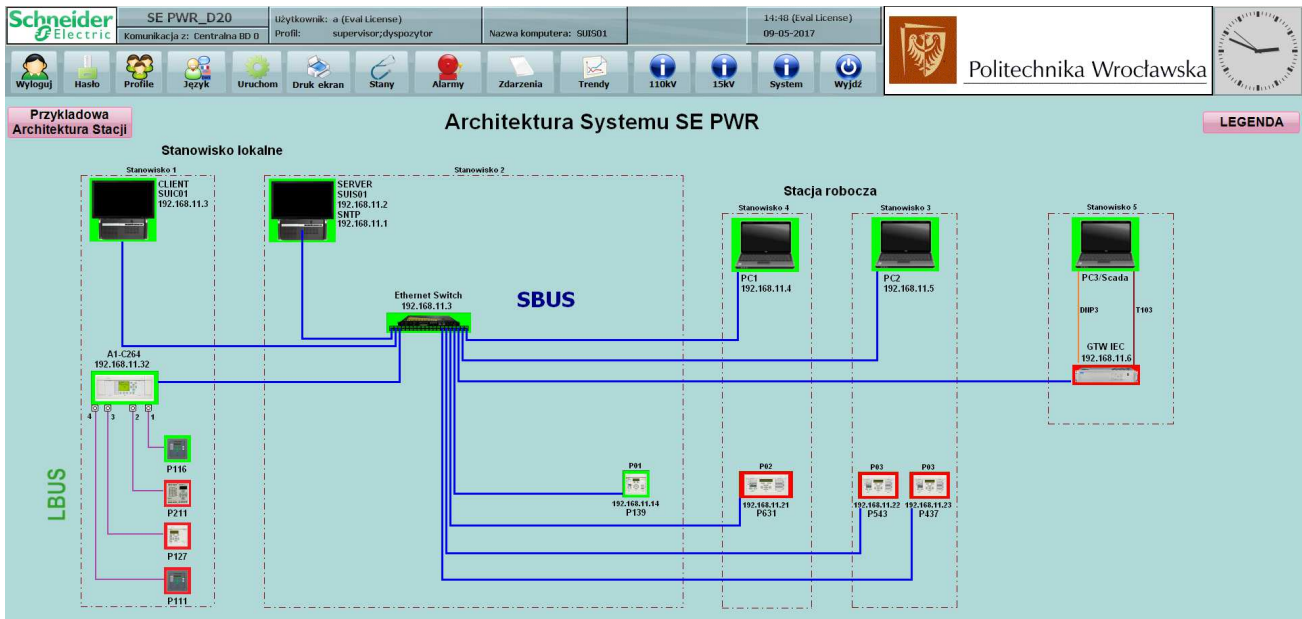 Schneider
Electric
SE PWR_D20
Komunikacja z: Centralna BD 0
Użytkownik: a (Eval License)
Profil: supervisor;dyspozytor
Nazwa komputera: SUIS01
14:48 (Eval License)
09-05-2017
Politechnika Wrocławska
Wyloguj
Hasło
Profile
Język
Uruchom
Druk ekran
Stany
Alarmy
Zdarzenia
Trendy
110kV
15kV
System
Wyjdź
Przykladowa
Architektura Stacji
Architektura Systemu SE PWR
LEGENDA
Stanowisko lokalne
Stanowisko 1
CLIENT
SUIC01
192.168.11.3
Stanowisko 2
SERVER
SUIS01
192.168.11.2
SNTP
192.168.11.1
Stacja robocza
Stanowisko 4
PC1
192.168.11.4
Stanowisko 3
PC2
192.168.11.5
Stanowisko 5
PC3/Scada
DNP3
T103
GTW IEC
192.168.11.6
Ethernet Switch
192.168.11.3
SBUS
A1-C264
192.168.11.32
4 3 2 1
LBUS
P116
P211
P127
P111
P01
192.168.11.14
P139
P02
192.168.11.21
P631
P03
192.168.11.22
P543
P03
192.168.11.23
P437